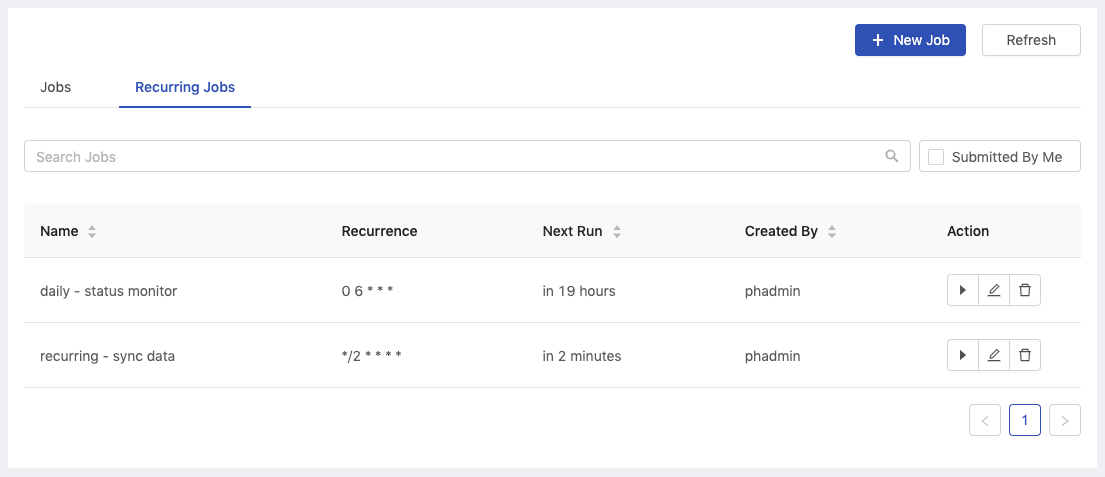 New Job Refresh
Jobs Recurring Jobs
Search Jobs Submitted By Me
Name Recurrence Next Run Created By Action
daily - status monitor 0 6 * * * in 19 hours phadmin
recurring - sync data */2 * * * * in 2 minutes phadmin
< 1 >